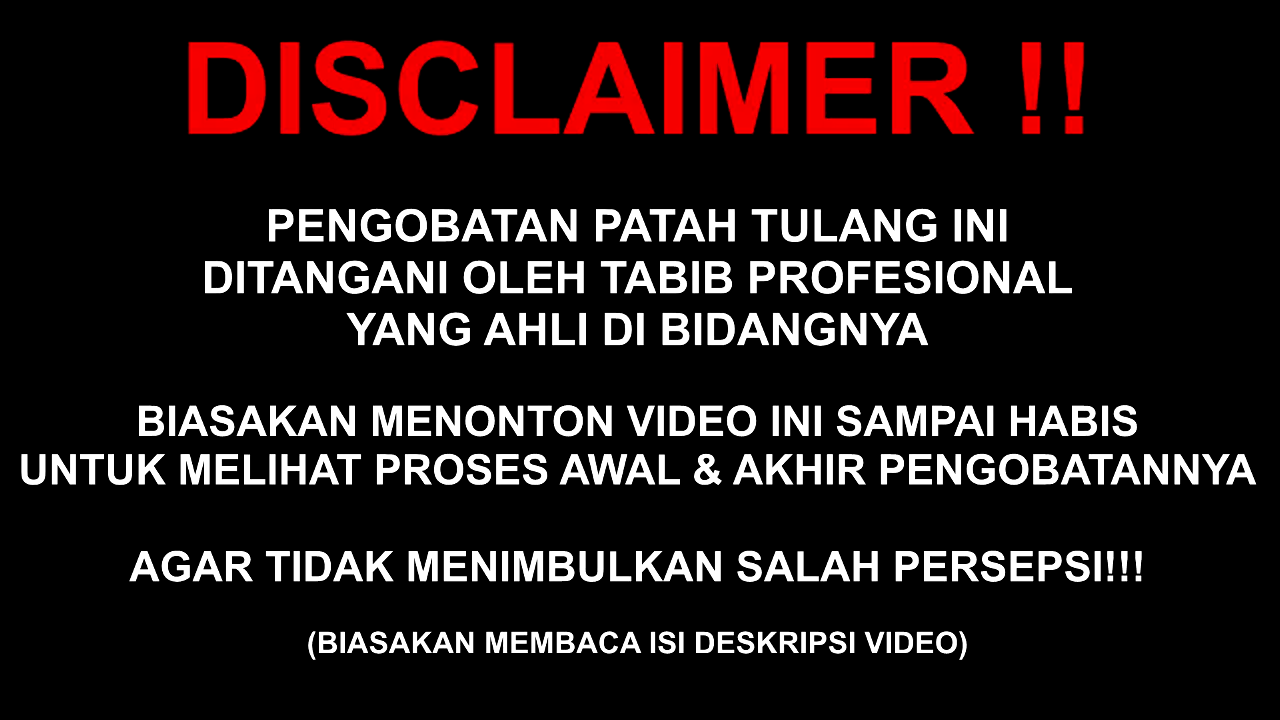 DISCLAIMER !!
PENGOBATAN PATAH TULANG INI
DITANGANI OLEH TABIB PROFESIONAL
YANG AHLI DI BIDANGNYA
BIASAKAN MENONTON VIDEO INI SAMPAI HABIS
UNTUK MELIHAT PROSES AWAL & AKHIR PENGOBATANNYA
AGAR TIDAK MENIMBULKAN SALAH PERSEPSI!!!
(BIASAKAN MEMBACA ISI DESKRIPSI VIDEO)